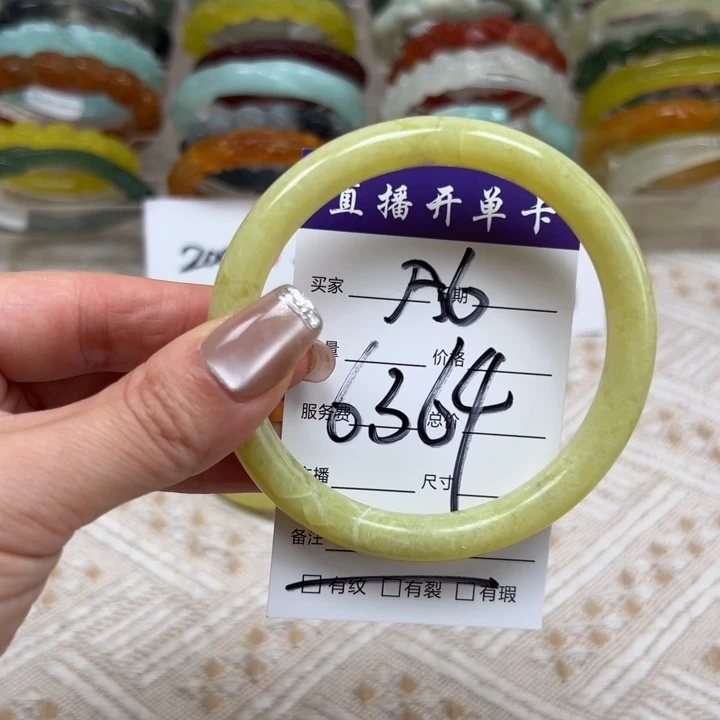 直播开单卡
买家 A6 期
量 价格
6364
服务费 总价
播 尺寸
备注
有纹 有裂 有瑕